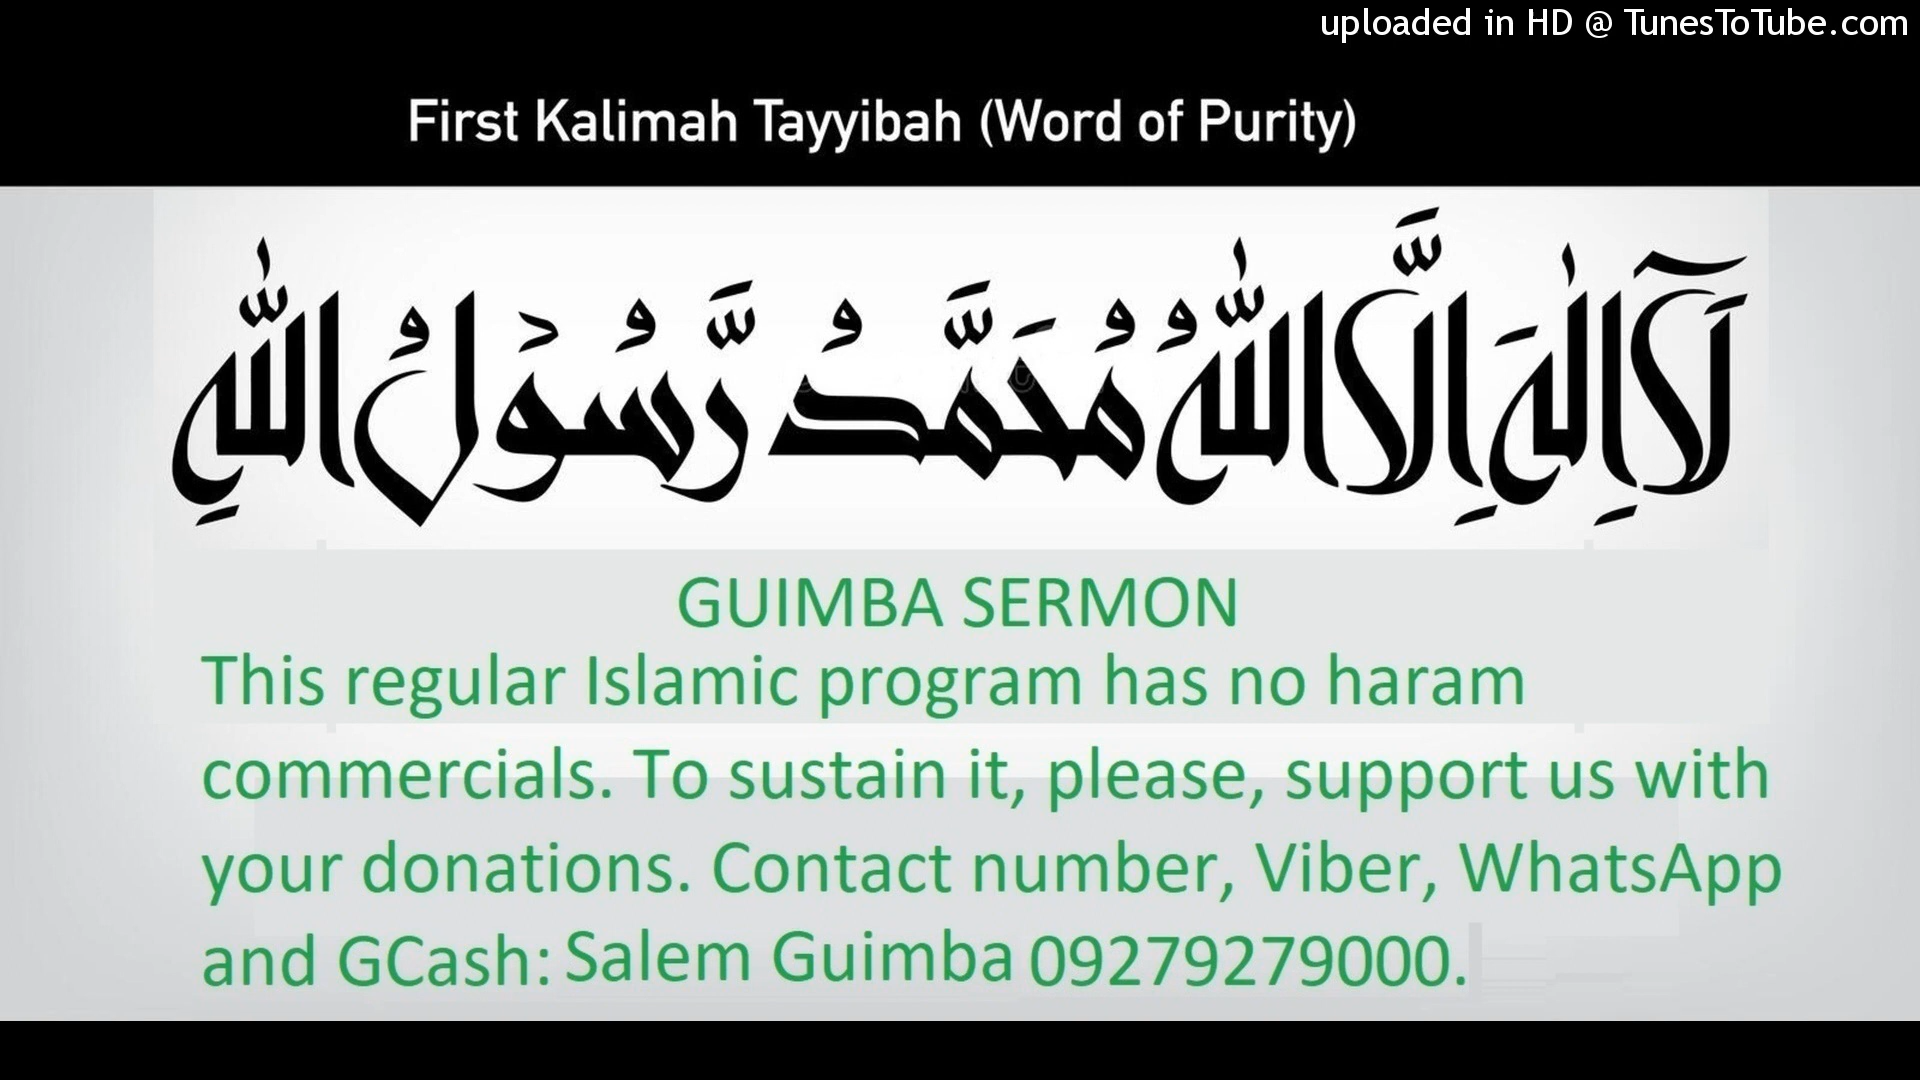 uploaded in HD @ TunesToTube.com
First Kalimah Tayyibah (Word of Purity)
لَآ اِلٰهَ اِلَّا اللّٰهُ مُحَمَّدُ رَّسُوْلُ اللّٰهِ
GUIMBA SERMON
This regular Islamic program has no haram
commercials. To sustain it, please, support us with
your donations. Contact number, Viber, WhatsApp
and GCash: Salem Guimba 09279279000.